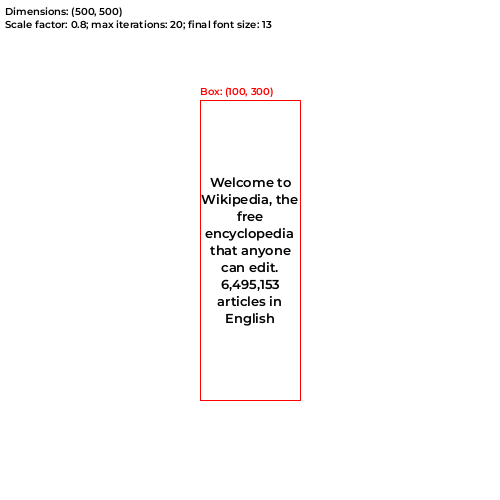 Dimensions: (500, 500)
Scale factor: 0.8; max iterations: 20; final font size: 13
Box: (100, 300)
Welcome to
Wikipedia, the
free
encyclopedia
that anyone
can edit.
6,495,153
articles in
English